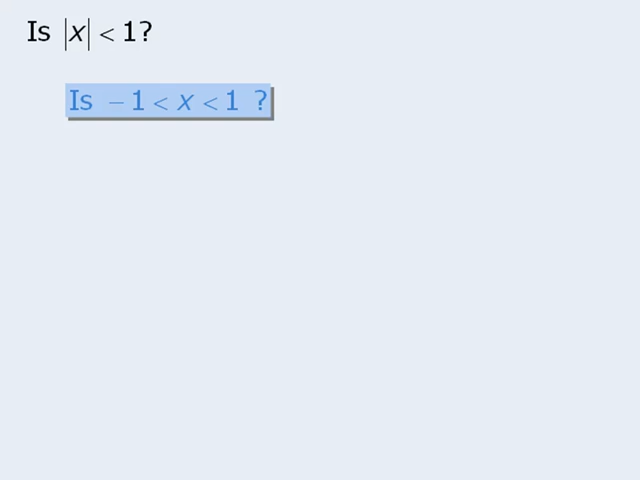 Is |x| < 1?
Is −1 < x < 1 ?